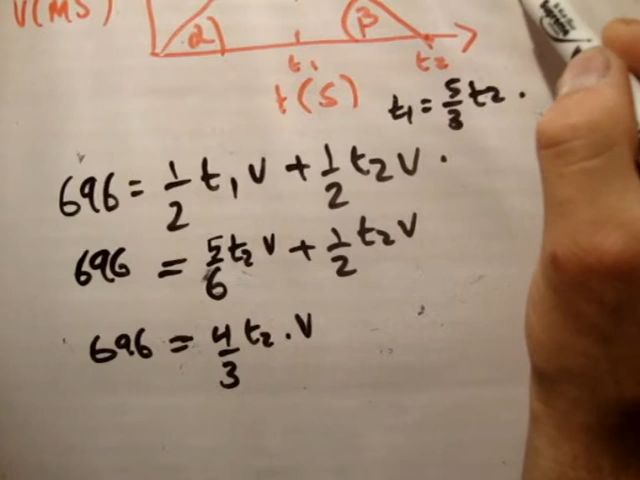 V(MS)
α β
t₁ t₂
t(S)
t₁ = 5/3 t₂ .
696 = 1/2 t₁ V + 1/2 t₂ V .
696 = 5/6 t₂ V + 1/2 t₂ V
696 = 4/3 t₂ . V